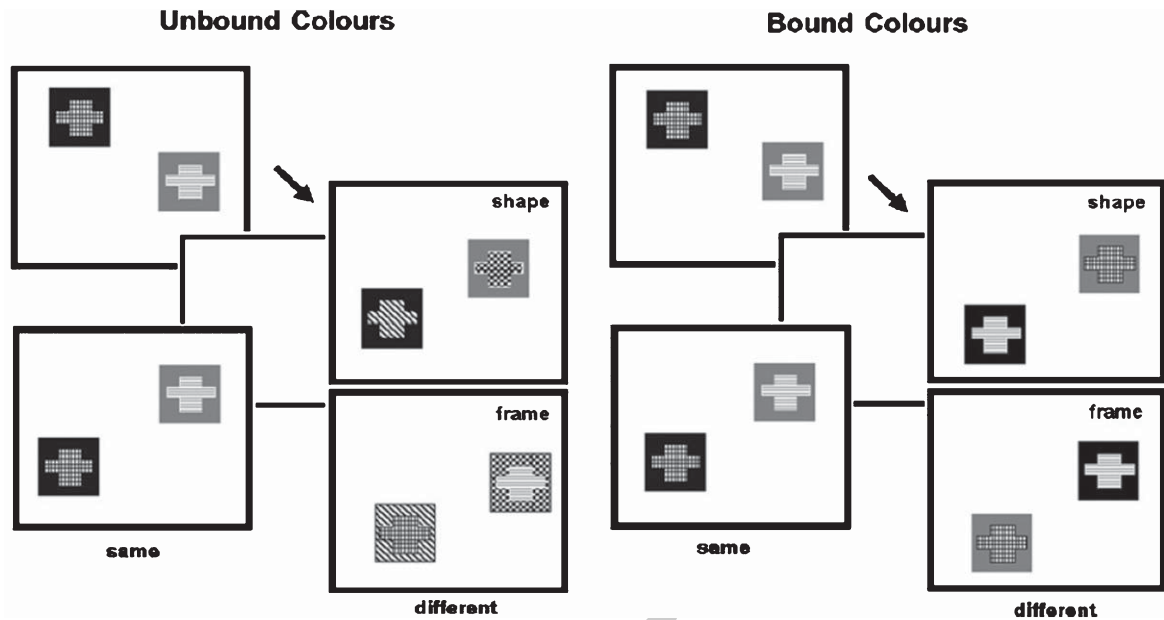 Unbound Colours
Bound Colours
shape
shape
frame
frame
same
same
different
different